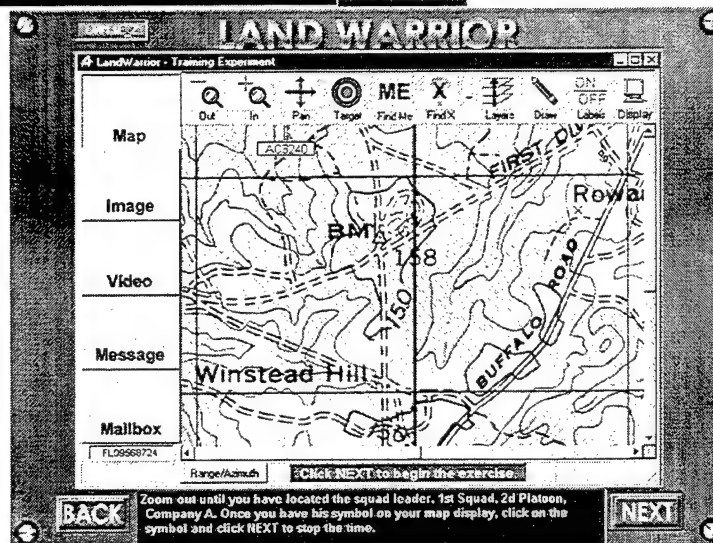 LAND WARRIOR
LandWarrior - Training Experiment
Out In Pan Target Find Me Find X Layers Draw Labels Display
ME X ON OFF
Map
Image
Video
Message
Mailbox
FIRST DIV
Rowa
BM
158
150
BUFFALO ROAD
Winstead Hill
Range/Azimuth
Click NEXT to begin the exercise.
BACK
Zoom out until you have located the squad leader, 1st Squad, 2d Platoon,
Company A. Once you have his symbol on your map display, click on the
symbol and click NEXT to stop the time.
NEXT